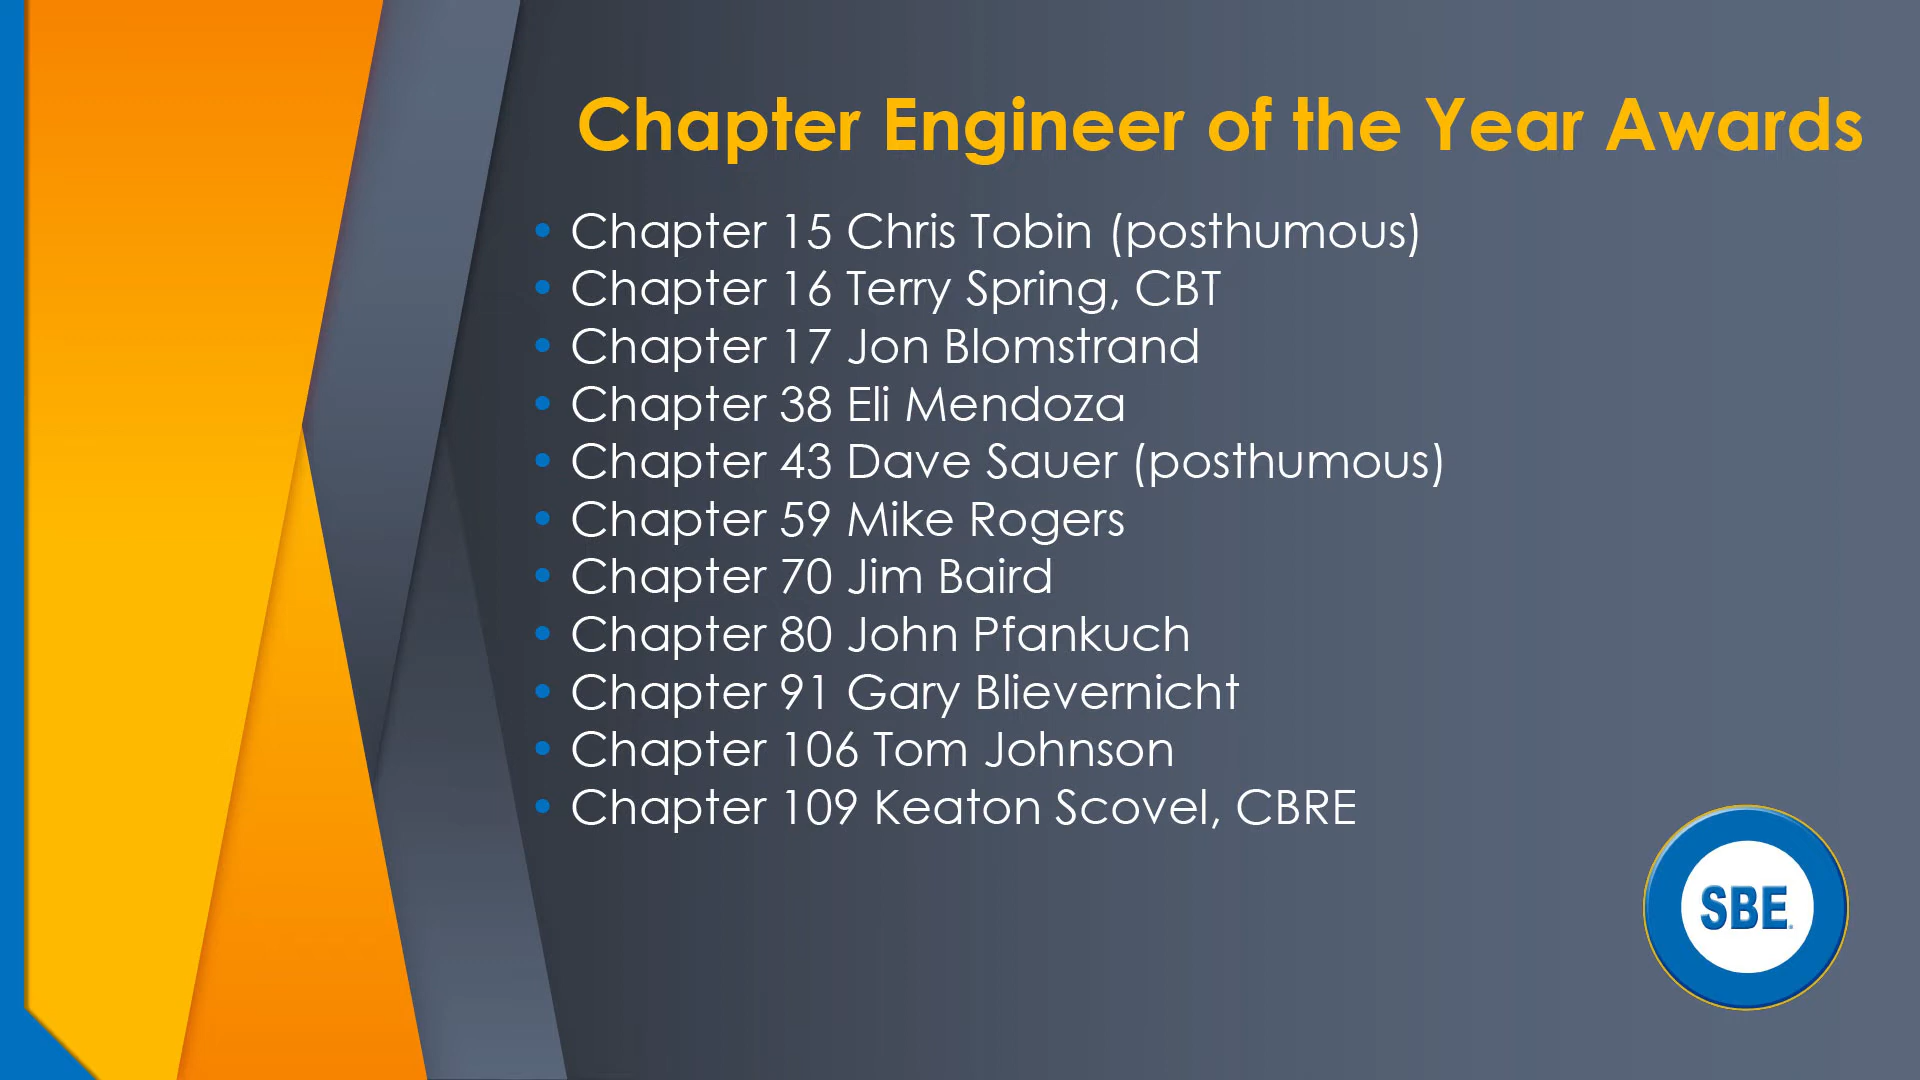 Chapter Engineer of the Year Awards
• Chapter 15 Chris Tobin (posthumous)
• Chapter 16 Terry Spring, CBT
• Chapter 17 Jon Blomstrand
• Chapter 38 Eli Mendoza
• Chapter 43 Dave Sauer (posthumous)
• Chapter 59 Mike Rogers
• Chapter 70 Jim Baird
• Chapter 80 John Pfankuch
• Chapter 91 Gary Blievernicht
• Chapter 106 Tom Johnson
• Chapter 109 Keaton Scovel, CBRE
SBE